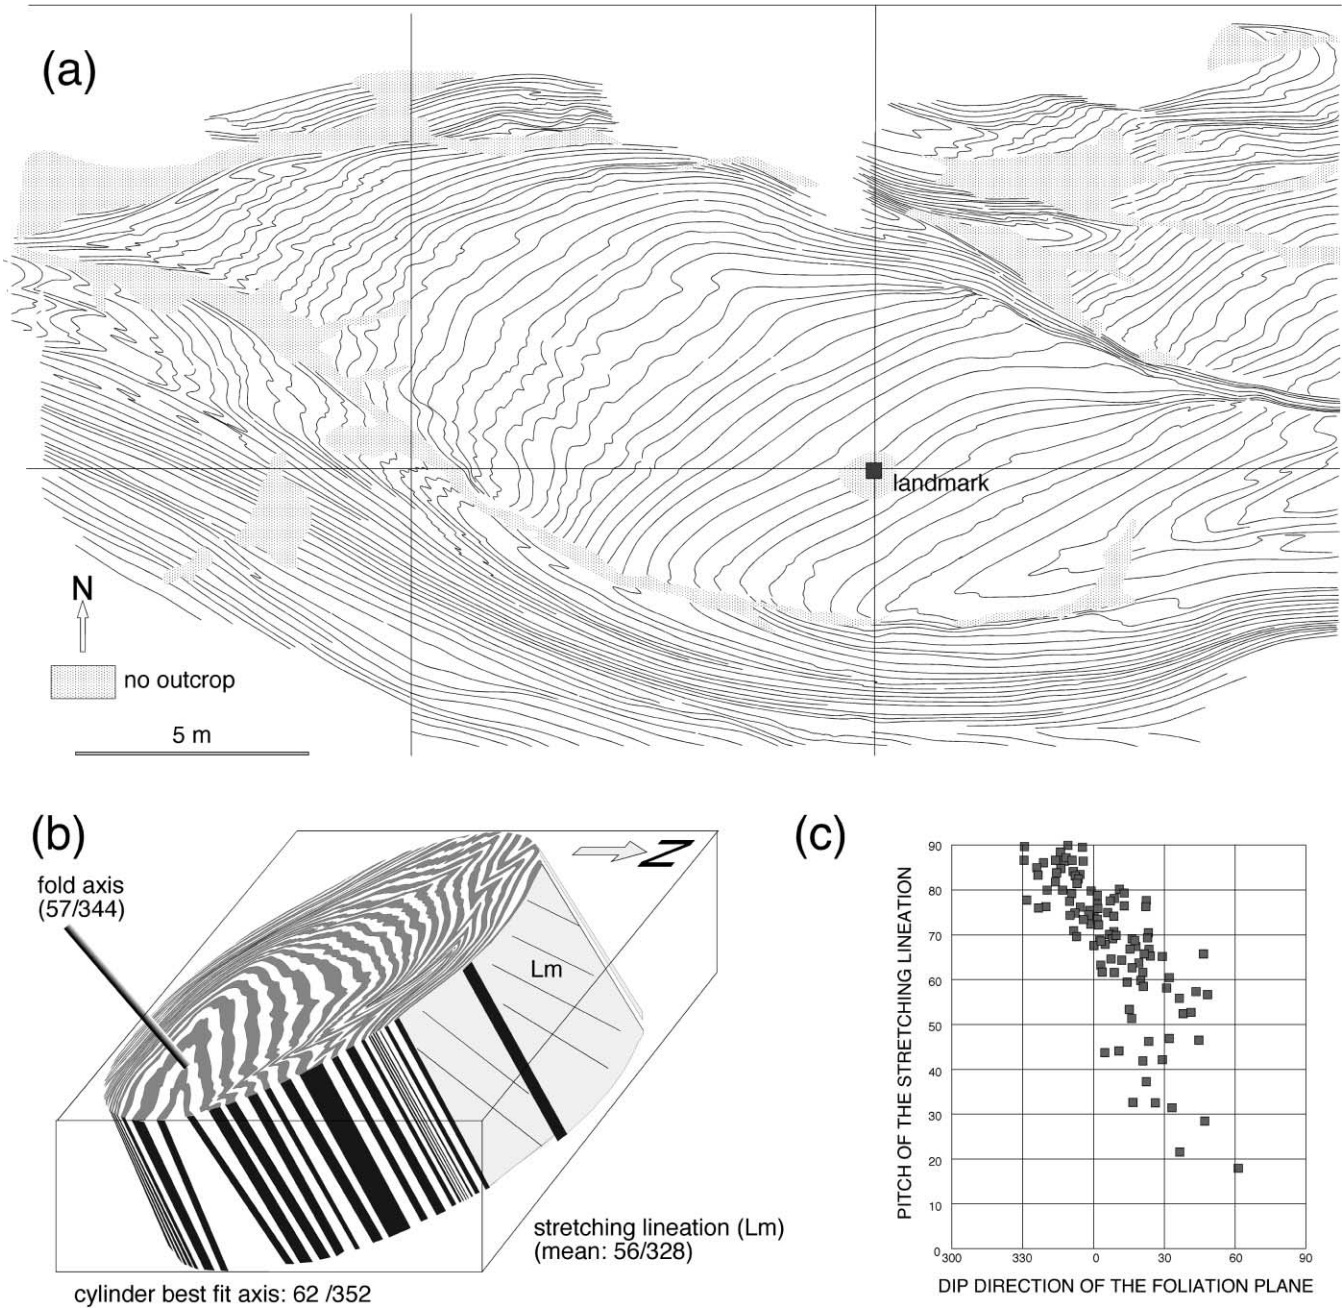 (a)
landmark
N
no outcrop
5 m
(b)
N
fold axis
(57/344)
Lm
stretching lineation (Lm)
(mean: 56/328)
cylinder best fit axis: 62 /352
(c)
PITCH OF THE STRETCHING LINEATION
90
80
70
60
50
40
30
20
10
0
300 330 0 30 60 90
DIP DIRECTION OF THE FOLIATION PLANE